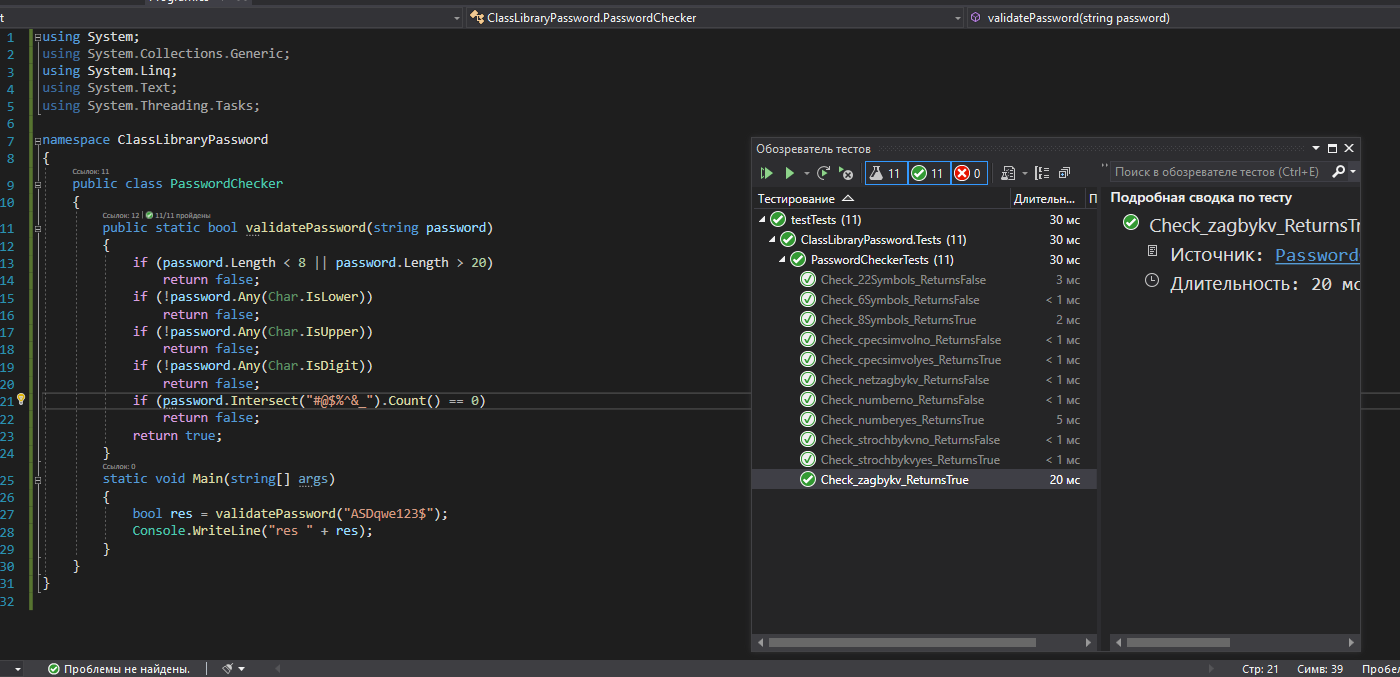 ClassLibraryPassword.PasswordChecker
validatePassword(string password)
1 using System;
2 using System.Collections.Generic;
3 using System.Linq;
4 using System.Text;
5 using System.Threading.Tasks;
6
7 namespace ClassLibraryPassword
8 {
Ссылок: 11
9 public class PasswordChecker
10 {
Ссылок: 12 | 11/11 пройдены
11 public static bool validatePassword(string password)
12 {
13 if (password.Length < 8 || password.Length > 20)
14 return false;
15 if (!password.Any(Char.IsLower))
16 return false;
17 if (!password.Any(Char.IsUpper))
18 return false;
19 if (!password.Any(Char.IsDigit))
20 return false;
21 if (password.Intersect("#@$%^&_").Count() == 0)
22 return false;
23 return true;
24 }
Ссылок: 0
25 static void Main(string[] args)
26 {
27 bool res = validatePassword("ASDqwe123$");
28 Console.WriteLine("res " + res);
29 }
30 }
31 }
32
Обозреватель тестов
11 11 0
Поиск в обозревателе тестов (Ctrl+E)
Тестирование Длительн... П
testTests (11) 30 мс
ClassLibraryPassword.Tests (11) 30 мс
PasswordCheckerTests (11) 30 мс
Check_22Symbols_ReturnsFalse 3 мс
Check_6Symbols_ReturnsFalse < 1 мс
Check_8Symbols_ReturnsTrue 2 мс
Check_cpecsimvolno_ReturnsFalse < 1 мс
Check_cpecsimvolyes_ReturnsTrue < 1 мс
Check_netzagbykv_ReturnsFalse < 1 мс
Check_numberno_ReturnsFalse < 1 мс
Check_numberyes_ReturnsTrue 5 мс
Check_strochbykvno_ReturnsFalse < 1 мс
Check_strochbykvyes_ReturnsTrue < 1 мс
Check_zagbykv_ReturnsTrue 20 мс
Подробная сводка по тесту
Check_zagbykv_ReturnsTr
Источник: Password
Длительность: 20 мс
Проблемы не найдены.
Стр: 21 Симв: 39 Пробел